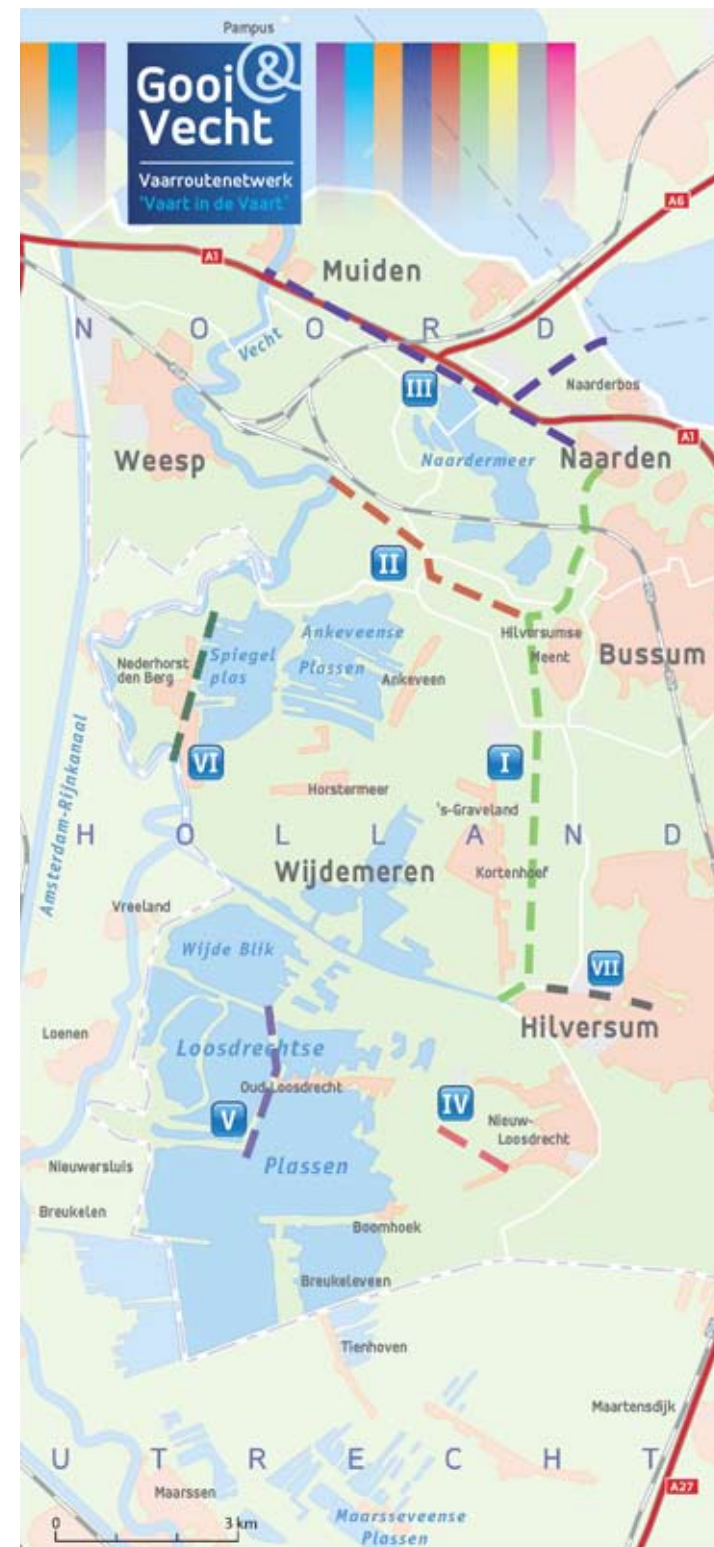 Pampus
Gooi &
Vecht
Vaarroutenetwerk
'Vaart in de Vaart'
A6
A1
Muiden
NOORD
Vecht
Naarderbos
III
A1
Weesp
Naardermeer
Naarden
II
Hilversumse
Meent
Ankeveense
Plassen
Spiegel
plas
Nederhorst
den Berg
Ankeveen
Bussum
VI
I
Amsterdam-Rijnkanaal
Horstermeer
's-Graveland
HOLLAND
Wijdemeren
Kortenhoef
Vreeland
Wijde Blik
VII
Hilversum
Loenen
Loosdrechtse
Oud-Loosdrecht
IV
V
Nieuw-
Loosdrecht
Plassen
Nieuwersluis
Breukelen
Boomhoek
Breukeleveen
Tienhoven
Maartensdijk
UTRECHT
A27
Maarssen
Maarsseveense
Plassen
0 3 km